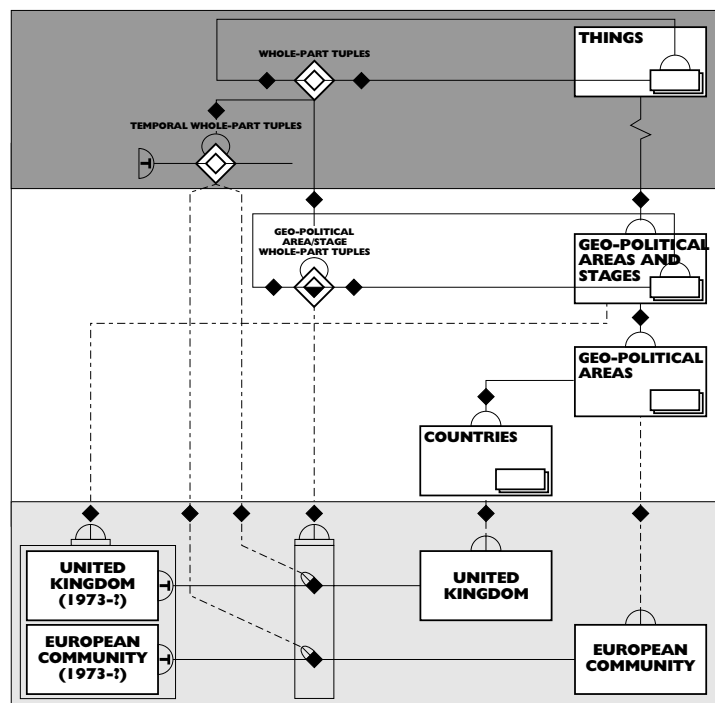 WHOLE-PART TUPLES
THINGS
TEMPORAL WHOLE-PART TUPLES
T
GEO-POLITICAL
AREA/STAGE
WHOLE-PART TUPLES
GEO-POLITICAL
AREAS AND
STAGES
GEO-POLITICAL
AREAS
COUNTRIES
UNITED
KINGDOM
(1973-?)
T
UNITED
KINGDOM
EUROPEAN
COMMUNITY
(1973-?)
T
EUROPEAN
COMMUNITY